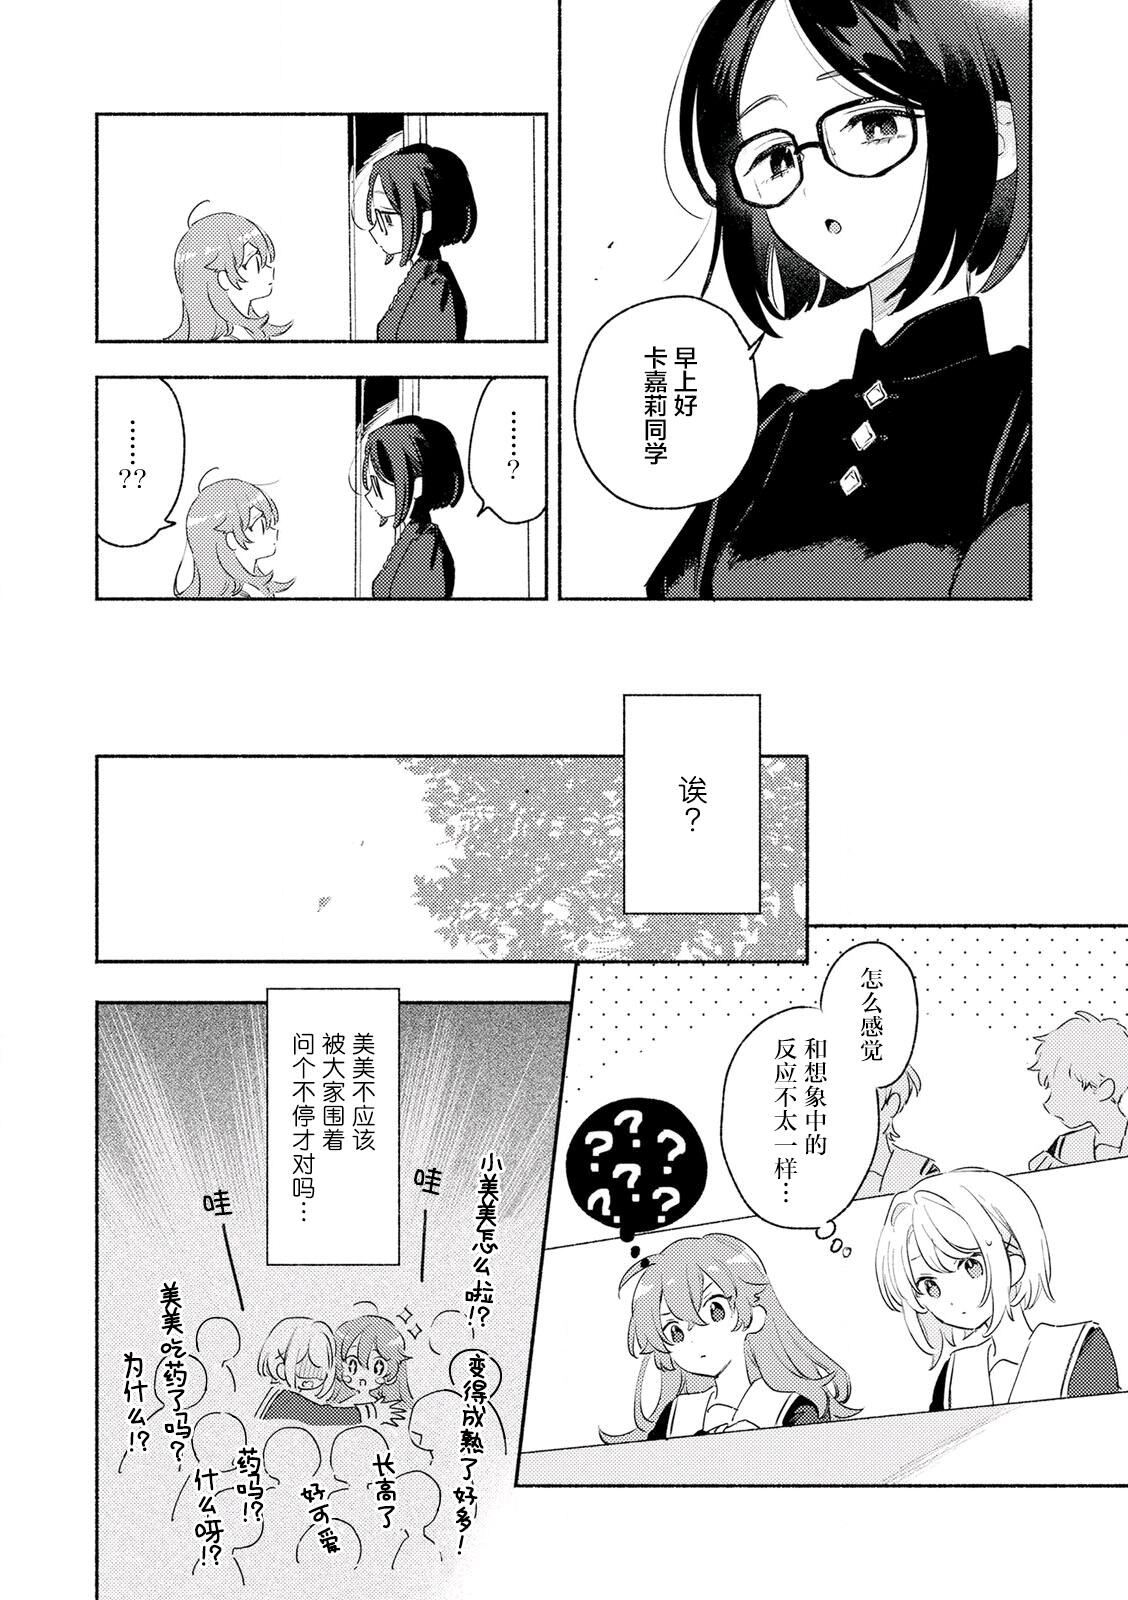 早上好
卡嘉莉同学
……?
……??
诶?
怎么感觉
和想象中的
反应不太一样…
??????
美美不应该
被大家围着
问个不停才对吗…
哇
哇
小美美怎么啦!?
变得成熟了好多!
美美吃药了吗?
为什么!?
长高了
好可爱
药吗!?
什么呀!?